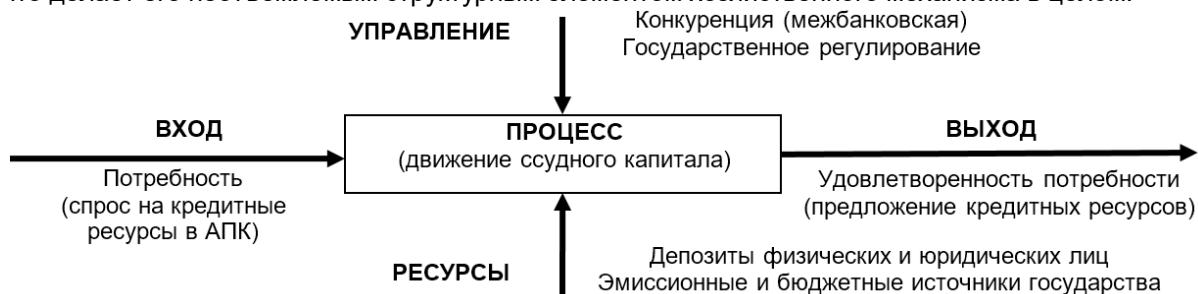 УПРАВЛЕНИЕ
Конкуренция (межбанковская)
Государственное регулирование
ВХОД
ПРОЦЕСС
(движение ссудного капитала)
ВЫХОД
Потребность
(спрос на кредитные
ресурсы в АПК)
Удовлетворенность потребности
(предложение кредитных ресурсов)
РЕСУРСЫ
Депозиты физических и юридических лиц
Эмиссионные и бюджетные источники государства